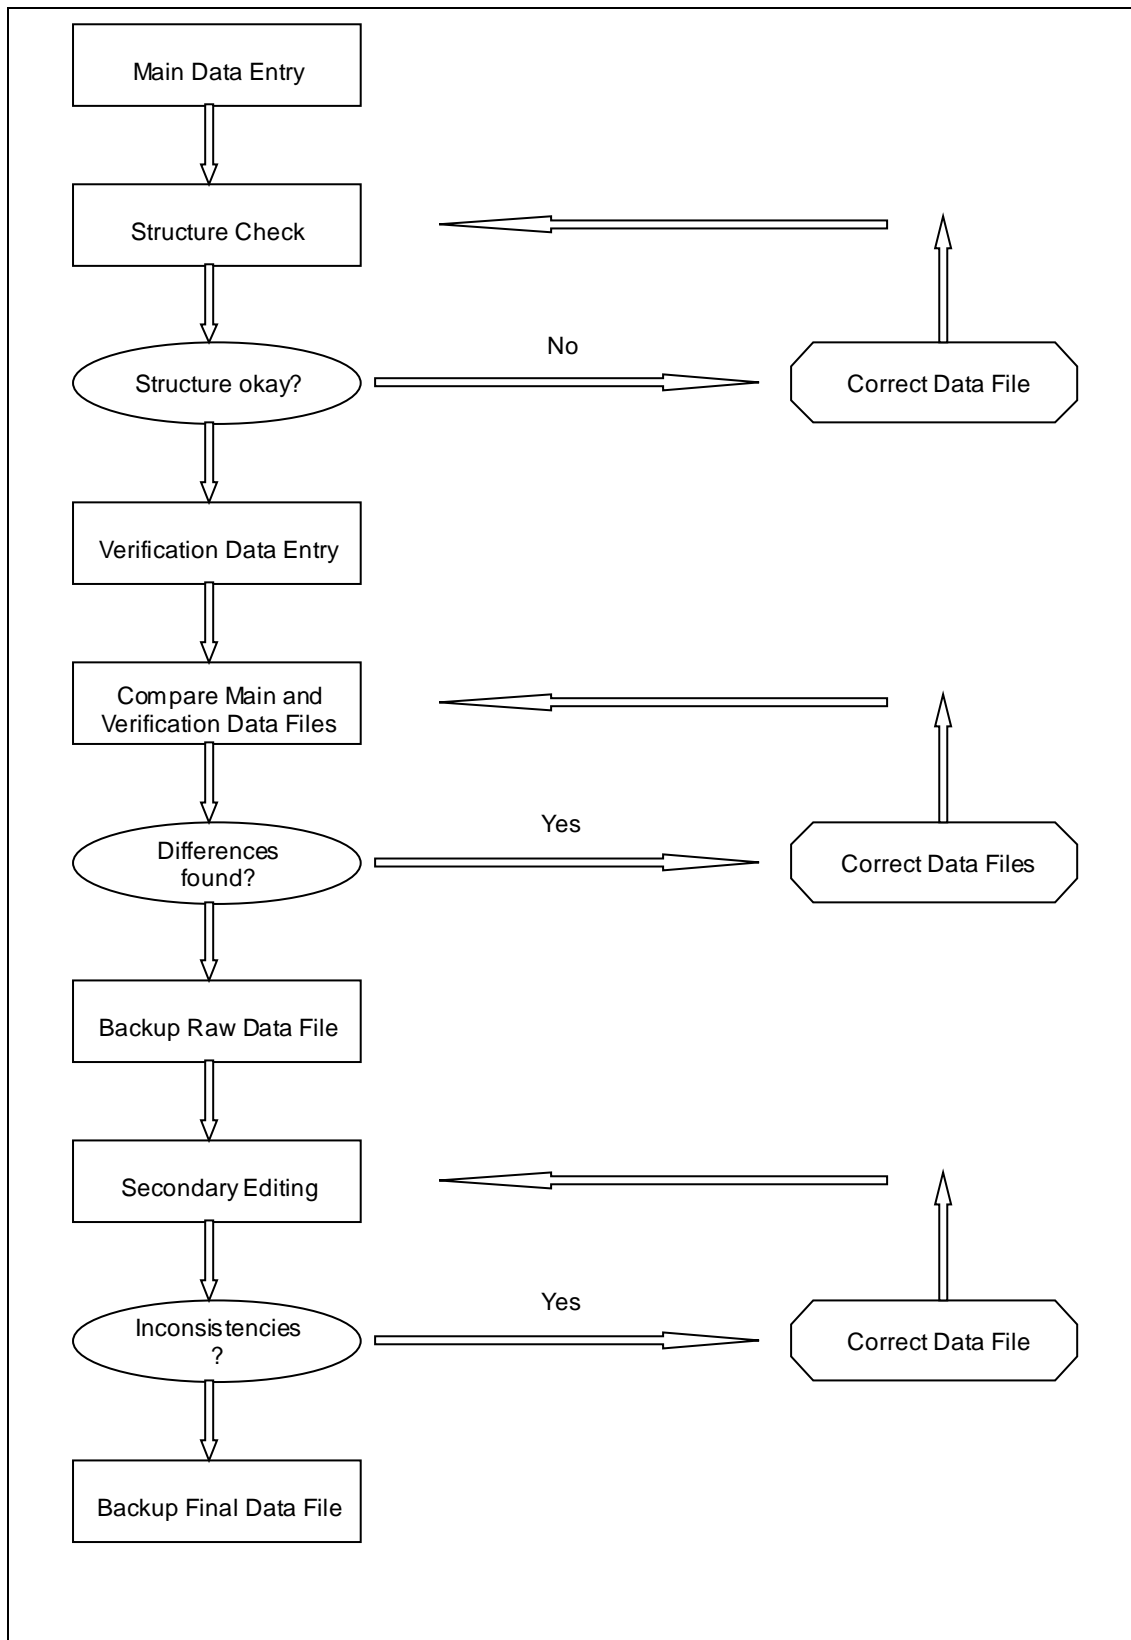 Main Data Entry
Structure Check
No
Structure okay?
Correct Data File
Verification Data Entry
Compare Main and
Verification Data Files
Yes
Differences
found?
Correct Data Files
Backup Raw Data File
Secondary Editing
Yes
Inconsistencies
?
Correct Data File
Backup Final Data File